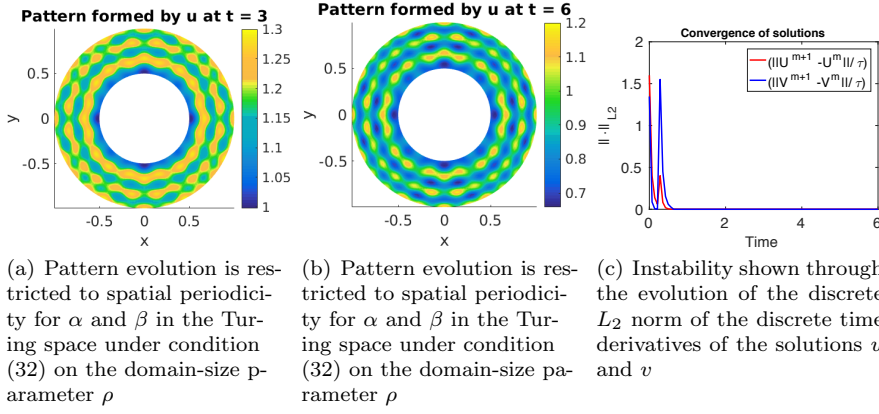 Pattern formed by u at t = 3
1.3
1.25
1.2
1.15
1.1
1.05
1
0.5
0
-0.5
y
-0.5 0 0.5
x
Pattern formed by u at t = 6
1.2
1.1
1
0.9
0.8
0.7
0.5
0
-0.5
y
-0.5 0 0.5
x
Convergence of solutions
2
1.5
1
0.5
0
|| · ||L2
(||U m+1 -Um||/ τ)
(||V m+1 -Vm||/ τ)
0 2 4 6
Time
(a) Pattern evolution is res-
tricted to spatial periodici-
ty for α and β in the Tur-
ing space under condition
(32) on the domain-size p-
arameter ρ
(b) Pattern evolution is res-
tricted to spatial periodic-
ity for α and β in the Tur-
ing space under condition
(32) on the domain-size pa-
rameter ρ
(c) Instability shown through
the evolution of the discrete
L2 norm of the discrete time
derivatives of the solutions u
and v